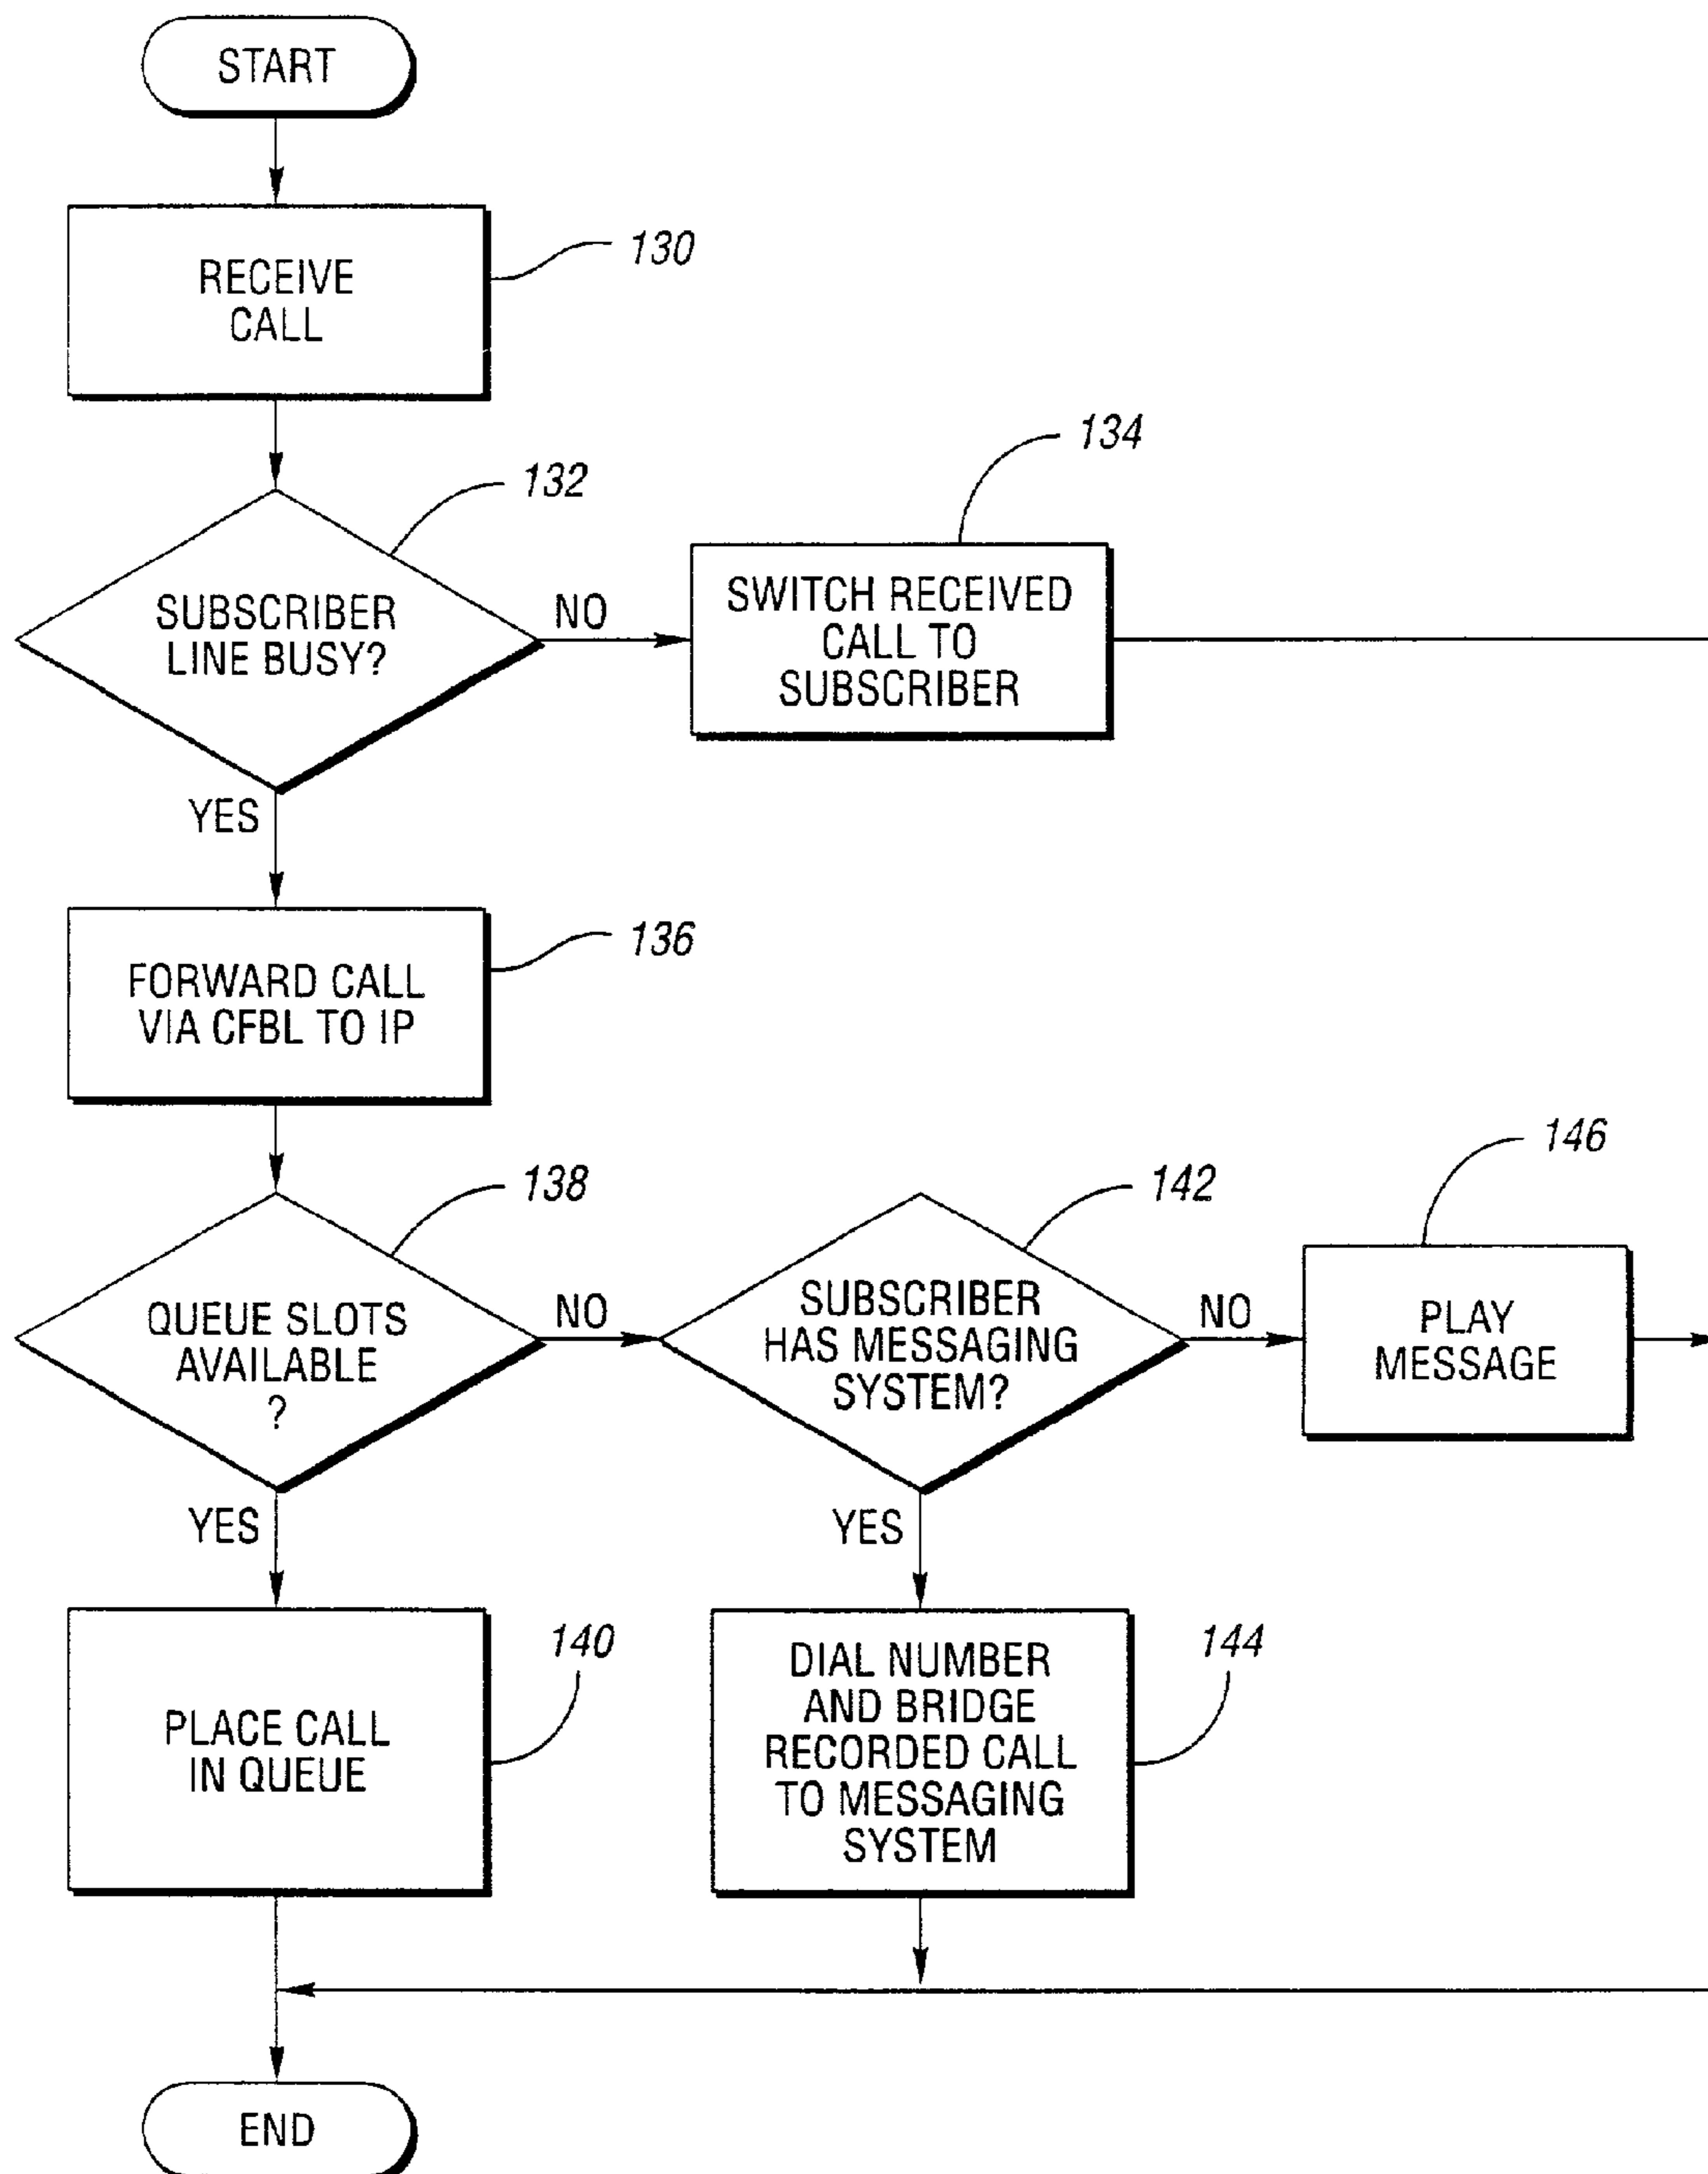 START
RECEIVE
CALL
130
132
SUBSCRIBER
LINE BUSY?
NO
134
SWITCH RECEIVED
CALL TO
SUBSCRIBER
YES
136
FORWARD CALL
VIA CFBL TO IP
138
QUEUE SLOTS
AVAILABLE
?
NO
142
SUBSCRIBER
HAS MESSAGING
SYSTEM?
NO
146
PLAY
MESSAGE
YES
YES
140
PLACE CALL
IN QUEUE
144
DIAL NUMBER
AND BRIDGE
RECORDED CALL
TO MESSAGING
SYSTEM
END